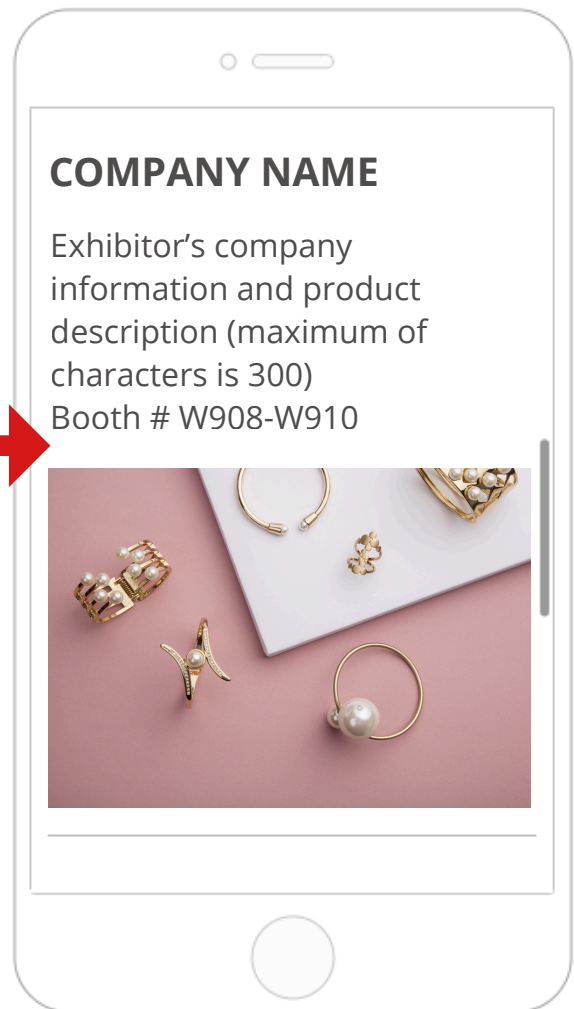 COMPANY NAME
Exhibitor’s company
information and product
description (maximum of
characters is 300)
Booth # W908-W910